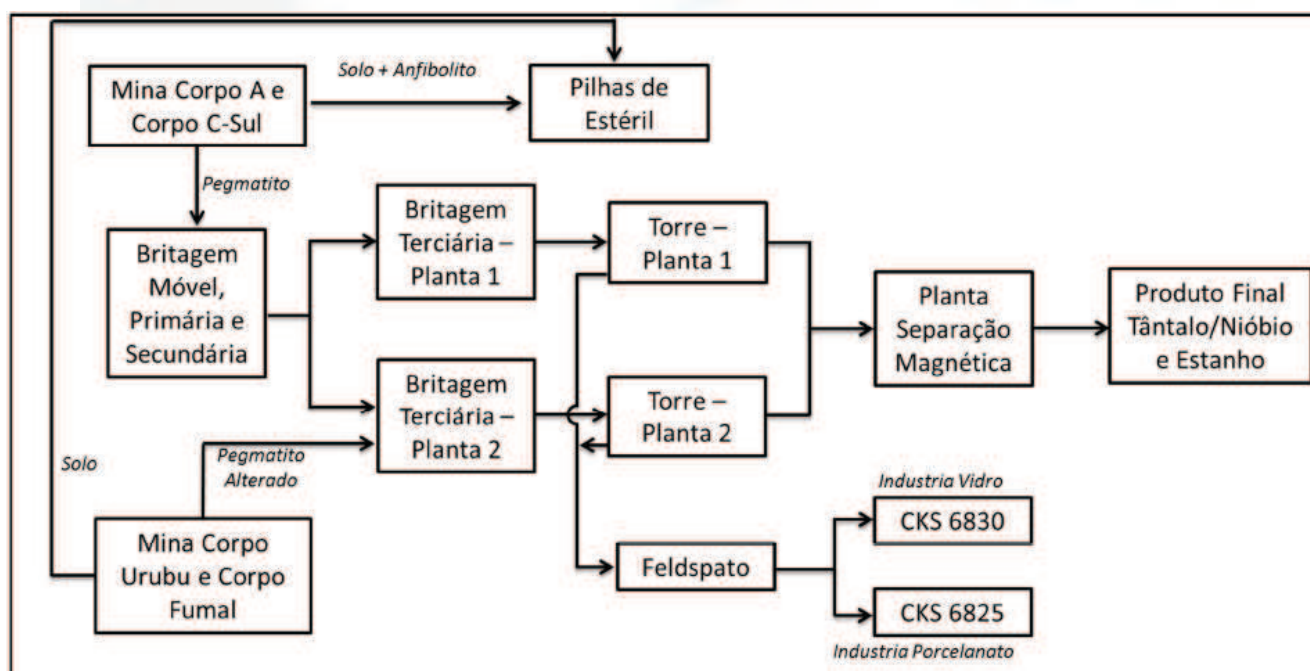 Solo + Anfibolito
Mina Corpo A e
Corpo C-Sul
Pilhas de
Estéril
Pegmatito
Britagem
Móvel,
Primária e
Secundária
Britagem
Terciária –
Planta 1
Torre –
Planta 1
Planta
Separação
Magnética
Produto Final
Tântalo/Nióbio
e Estanho
Britagem
Terciária –
Planta 2
Torre –
Planta 2
Solo
Pegmatito
Alterado
Mina Corpo
Urubu e Corpo
Fumal
Feldspato
Industria Vidro
CKS 6830
CKS 6825
Industria Porcelanato